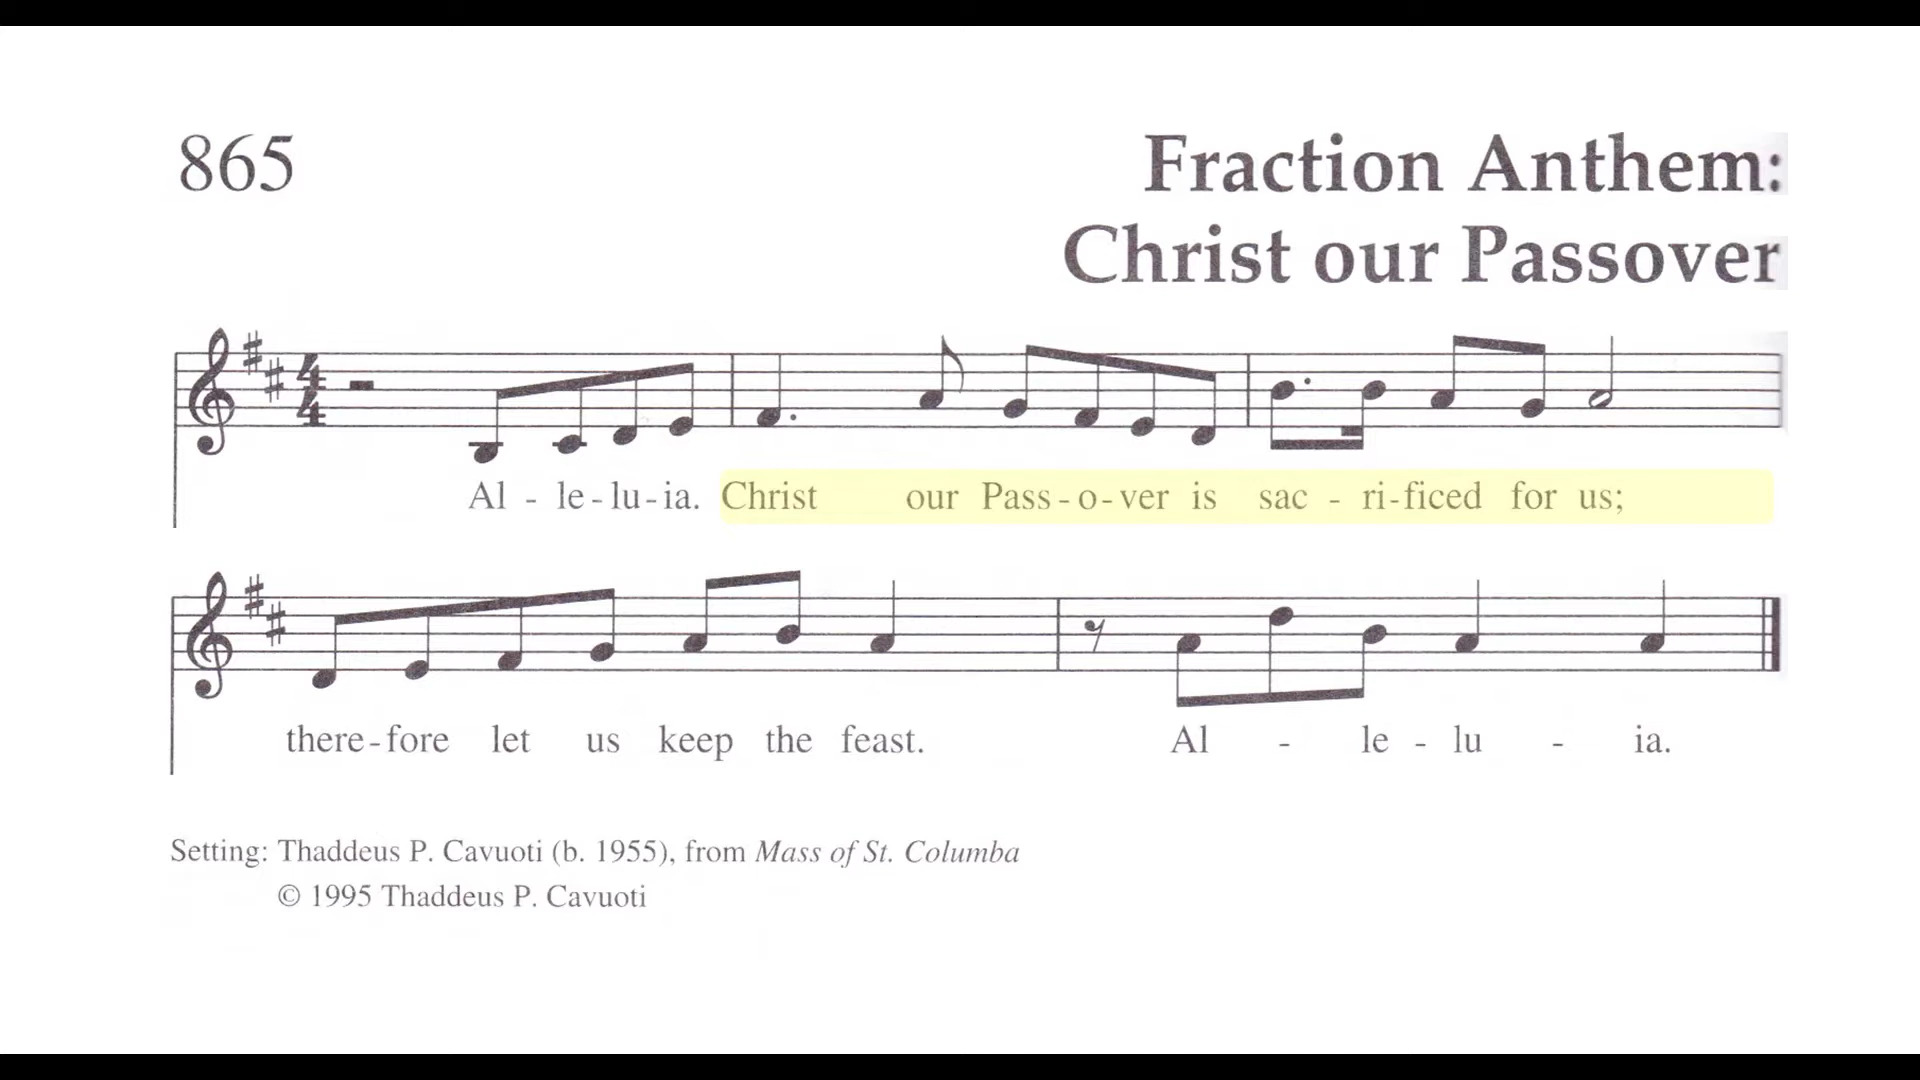 865
Fraction Anthem:
Christ our Passover
4
4
Al - le - lu - ia. Christ our Pass - o - ver is sac - ri - ficed for us;
there - fore let us keep the feast. Al - le - lu - ia.
Setting: Thaddeus P. Cavuoti (b. 1955), from Mass of St. Columba
© 1995 Thaddeus P. Cavuoti